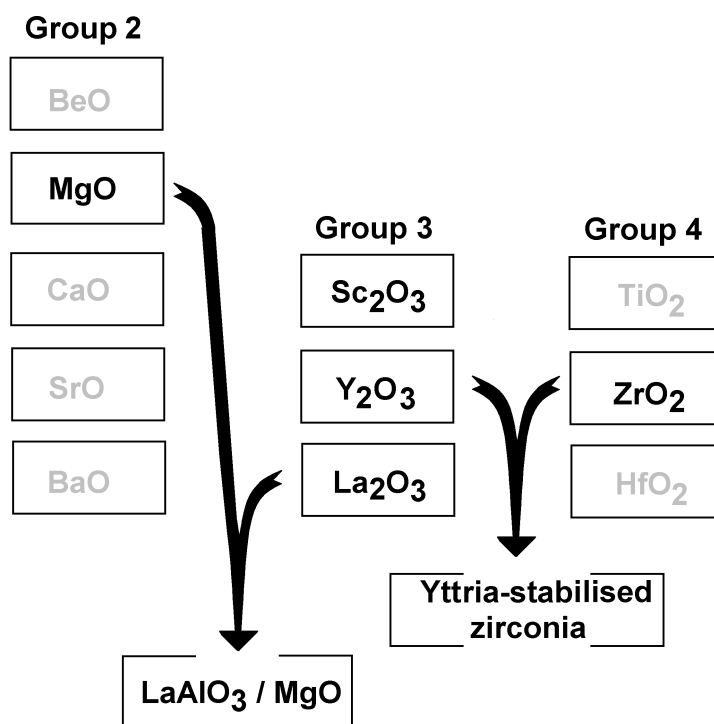 Group 2
BeO
MgO
CaO
SrO
BaO
Group 3
Sc₂O₃
Y₂O₃
La₂O₃
Group 4
TiO₂
ZrO₂
HfO₂
Yttria-stabilised
zirconia
LaAlO₃ / MgO